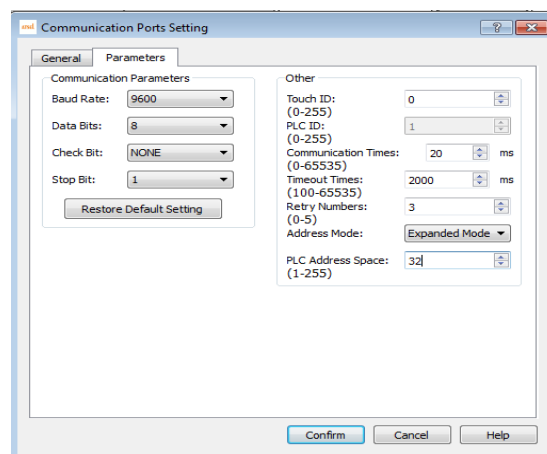 Communication Ports Setting
General Parameters
Communication Parameters
Baud Rate: 9600
Data Bits: 8
Check Bit: NONE
Stop Bit: 1
Restore Default Setting
Other
Touch ID: 0
(0-255)
PLC ID: 1
(0-255)
Communication Times: 20 ms
(0-65535)
Timeout Times: 2000 ms
(100-65535)
Retry Numbers: 3
(0-5)
Address Mode: Expanded Mode
PLC Address Space: 32
(1-255)
Confirm Cancel Help